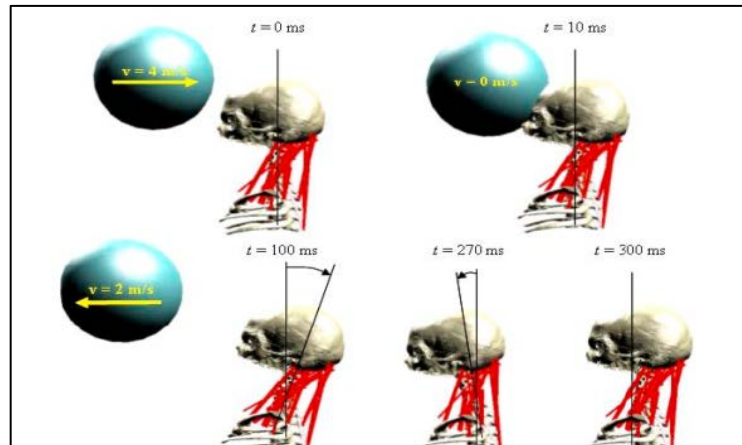 t = 0 ms
t = 10 ms
v = 4 m/s
v = 0 m/s
t = 100 ms
t = 270 ms
t = 300 ms
v = 2 m/s